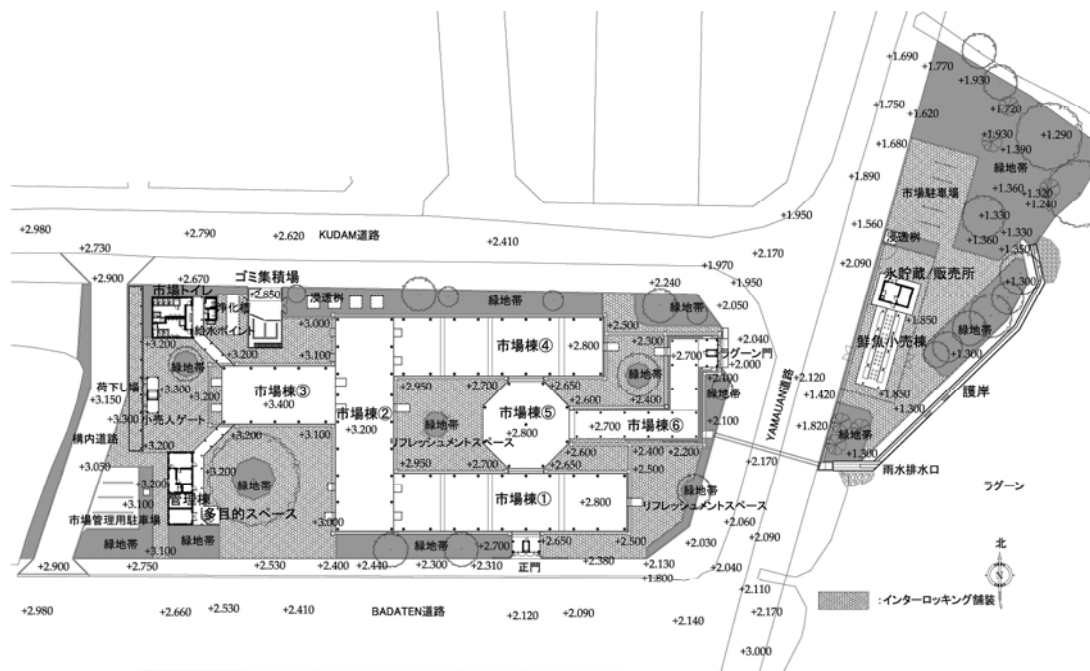 +1.690
+1.770
+1.930
+1.750
+1.620
+1.720
+1.930
+1.290
+1.680
+1.390
緑地帯
+1.890
+1.360
+1.320
市場駐車場
+1.240
+1.950
+1.330
+1.560
+1.330
浸透桝
+1.360
+1.350
+2.980
+2.790
+2.620
KUDAM道路
+2.410
+2.730
+2.170
+2.090
氷貯蔵/販売所
+1.300
+1.970
+2.900
+2.670
ゴミ集積場
+2.240
+1.950
市場トイレ
+2.850
浸透桝
緑地帯
緑地帯
+2.050
浄化槽
+1.850
緑地帯
給水ポイント
+3.000
+2.500
鮮魚小売棟
+3.200
市場棟④
+2.800
+2.300
+2.040
+1.300
+3.200
+3.100
+2.700
ラグーン門
+2.000
緑地帯
荷下し場
+3.300
市場棟③
+2.950
+2.700
+2.650
緑地帯
+2.100
+2.120
護岸
+3.150
+3.200
+3.400
市場棟②
緑地帯
+2.600
+2.400
緑地帯
+1.420
+1.850
+3.300
小売人ゲート
+3.200
市場棟⑤
+2.700
市場棟⑥
+2.100
YAMAUAN道路
+1.300
構内道路
+3.200
+3.200
+3.100
リフレッシュメントスペース
+2.800
+1.820
緑地帯
+3.050
+2.950
+2.700
+2.650
+2.600
+2.400
+2.200
+1.300
+3.200
+3.200
緑地帯
+2.500
+2.170
雨水排水口
+3.100
管理棟
市場棟①
+2.800
緑地帯
ラグーン
市場管理用駐車場
多目的スペース
+3.000
リフレッシュメントスペース
+2.060
緑地帯
緑地帯
+2.700
+2.650
+2.500
+2.030
+2.090
北
+3.100
+2.380
+2.900
+2.750
+2.530
+2.400
+2.440
+2.300
+2.310
正門
+2.130
+1.800
+2.040
N
+2.110
:インターロッキング舗装
+2.980
+2.660
+2.530
+2.410
BADATEN道路
+2.120
+2.090
+2.140
+2.170
+3.000